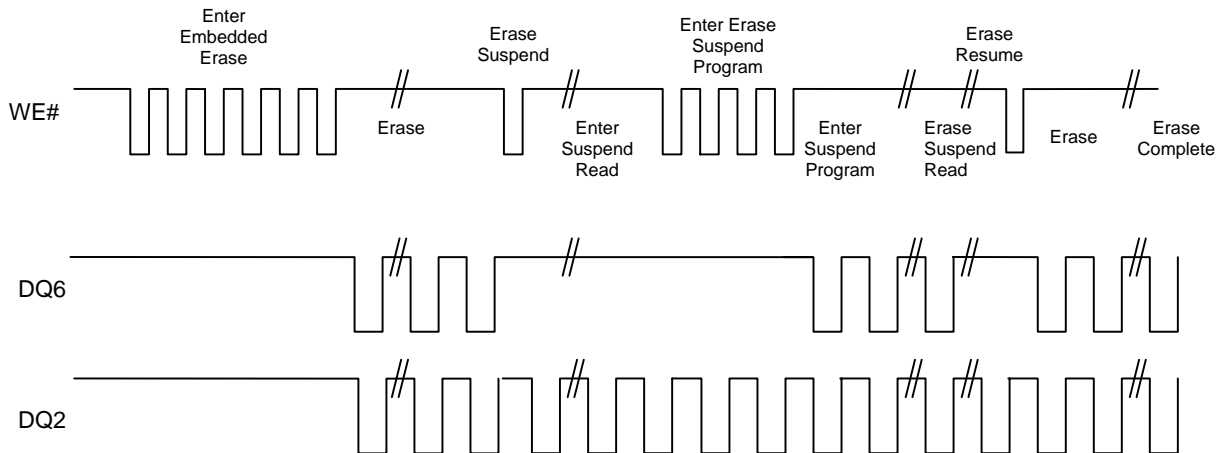 Enter
Embedded
Erase
Erase
Suspend
Enter Erase
Suspend
Program
Erase
Resume
WE#
Erase
Enter
Suspend
Read
Enter
Suspend
Program
Erase
Suspend
Read
Erase
Erase
Complete
DQ6
DQ2